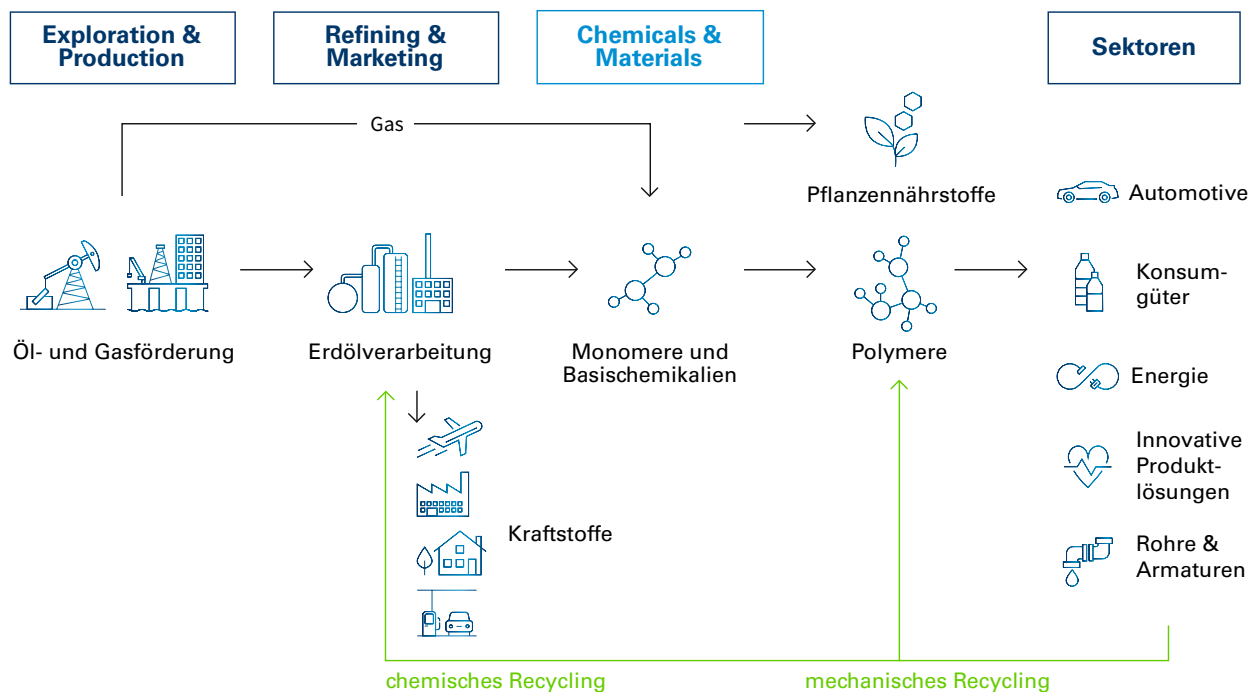 Exploration &
Production
Refining &
Marketing
Chemicals &
Materials
Sektoren
Gas
Pflanzennährstoffe
Automotive
Konsum-
güter
Öl- und Gasförderung
Erdölverarbeitung
Monomere und
Basischemikalien
Polymere
Energie
Innovative
Produkt-
lösungen
Kraftstoffe
Rohre &
Armaturen
chemisches Recycling
mechanisches Recycling